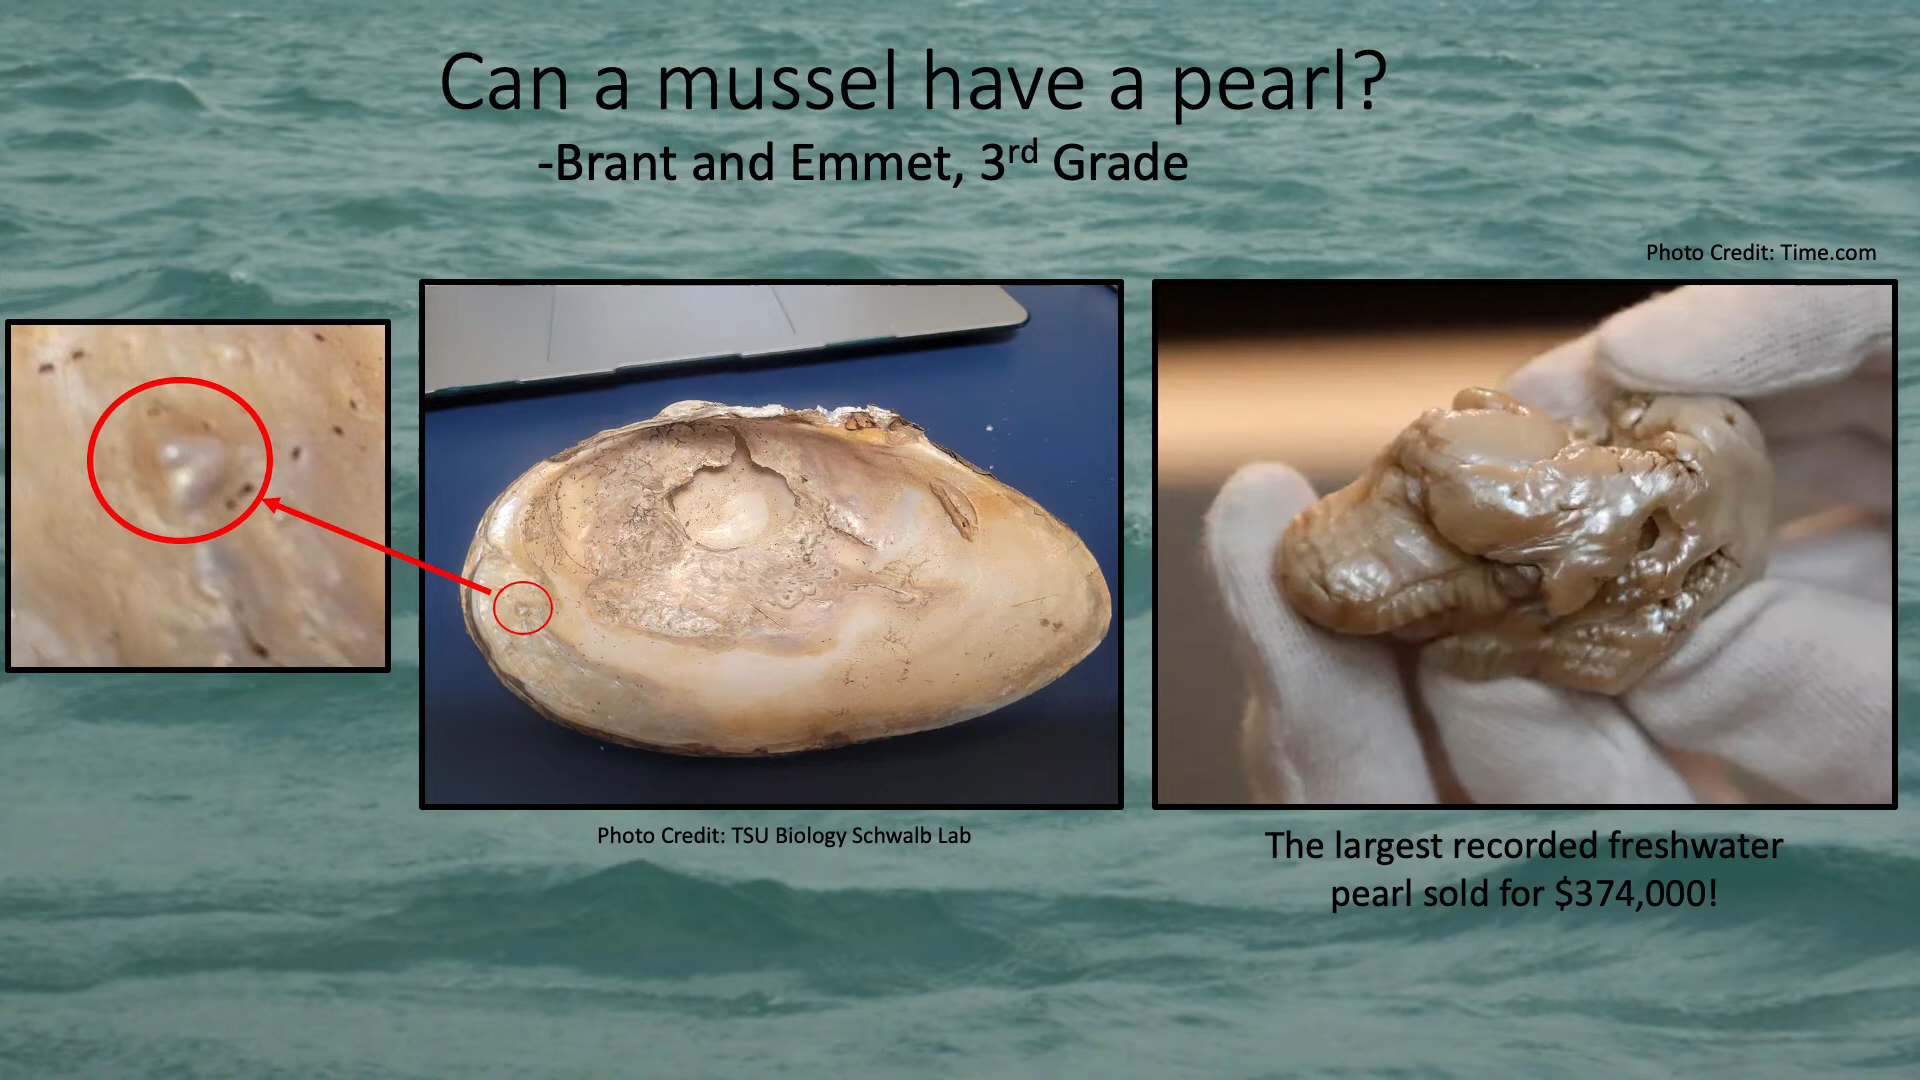 Can a mussel have a pearl?
-Brant and Emmet, 3rd Grade
Photo Credit: Time.com
Photo Credit: TSU Biology Schwalb Lab
The largest recorded freshwater
pearl sold for $374,000!